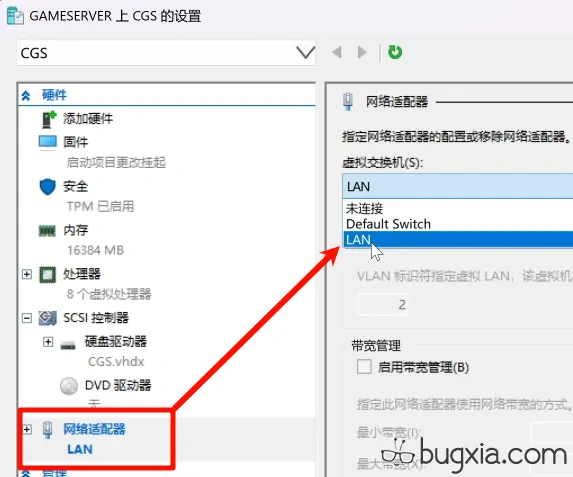 GAMESERVER 上 CGS 的设置
CGS
硬件
添加硬件
固件
启动项目更改挂起
安全
TPM 已启用
内存
16384 MB
处理器
8 个虚拟处理器
SCSI 控制器
硬盘驱动器
CGS.vhdx
DVD 驱动器
无
网络适配器
LAN
管理
网络适配器
指定网络适配器的配置或移除网络适配器。
虚拟交换机(S):
LAN
未连接
Default Switch
LAN
VLAN 标识符指定虚拟 LAN，该虚拟机
2
带宽管理
启用带宽管理(B)
指定此网络适配器使用网络带宽的方式。
最小带宽(I):
最大带宽(X):
bugxia.com